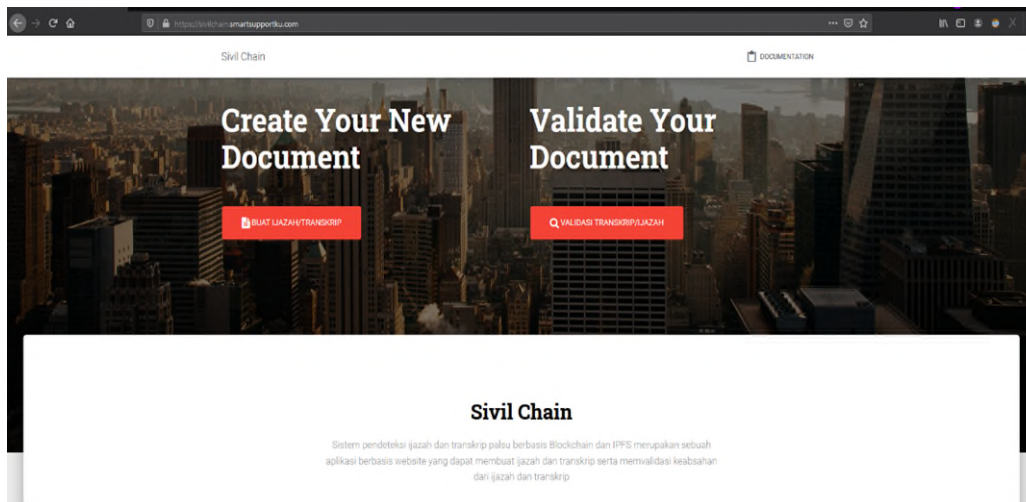 https://sivilchain.smartsupportku.com
Sivil Chain
DOCUMENTATION
Create Your New
Document
BUAT IJAZAH/TRANSKRIP
Validate Your
Document
VALIDASI TRANSKRIP/IJAZAH
Sivil Chain
Sistem pendeteksi ijazah dan transkrip palsu berbasis Blockchain dan IPFS merupakan sebuah
aplikasi berbasis website yang dapat membuat ijazah dan transkrip serta memvalidasi keabsahan
dari ijazah dan transkrip